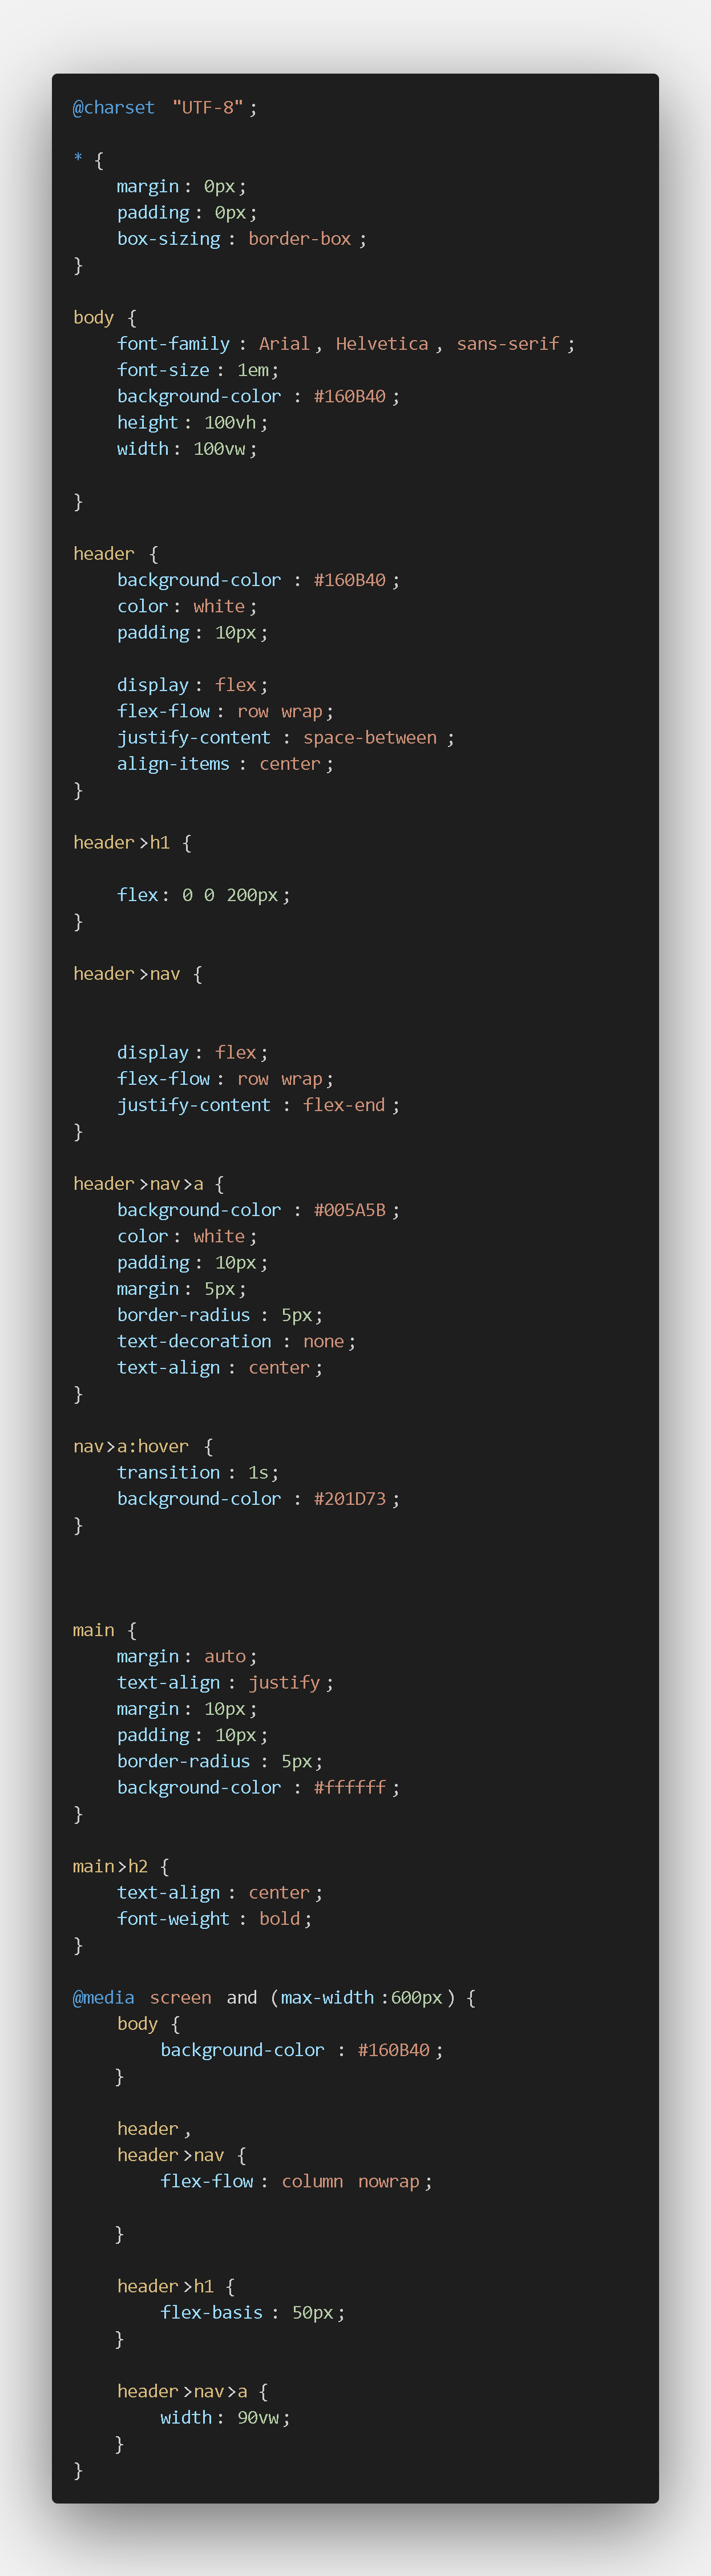 @charset "UTF-8";
* {
margin: 0px;
padding: 0px;
box-sizing: border-box;
}
body {
font-family: Arial, Helvetica, sans-serif;
font-size: 1em;
background-color: #160B40;
height: 100vh;
width: 100vw;
}
header {
background-color: #160B40;
color: white;
padding: 10px;
display: flex;
flex-flow: row wrap;
justify-content: space-between;
align-items: center;
}
header>h1 {
flex: 0 0 200px;
}
header>nav {
display: flex;
flex-flow: row wrap;
justify-content: flex-end;
}
header>nav>a {
background-color: #005A5B;
color: white;
padding: 10px;
margin: 5px;
border-radius: 5px;
text-decoration: none;
text-align: center;
}
nav>a:hover {
transition: 1s;
background-color: #201D73;
}
main {
margin: auto;
text-align: justify;
margin: 10px;
padding: 10px;
border-radius: 5px;
background-color: #ffffff;
}
main>h2 {
text-align: center;
font-weight: bold;
}
@media screen and (max-width:600px) {
body {
background-color: #160B40;
}
header,
header>nav {
flex-flow: column nowrap;
}
header>h1 {
flex-basis: 50px;
}
header>nav>a {
width: 90vw;
}
}